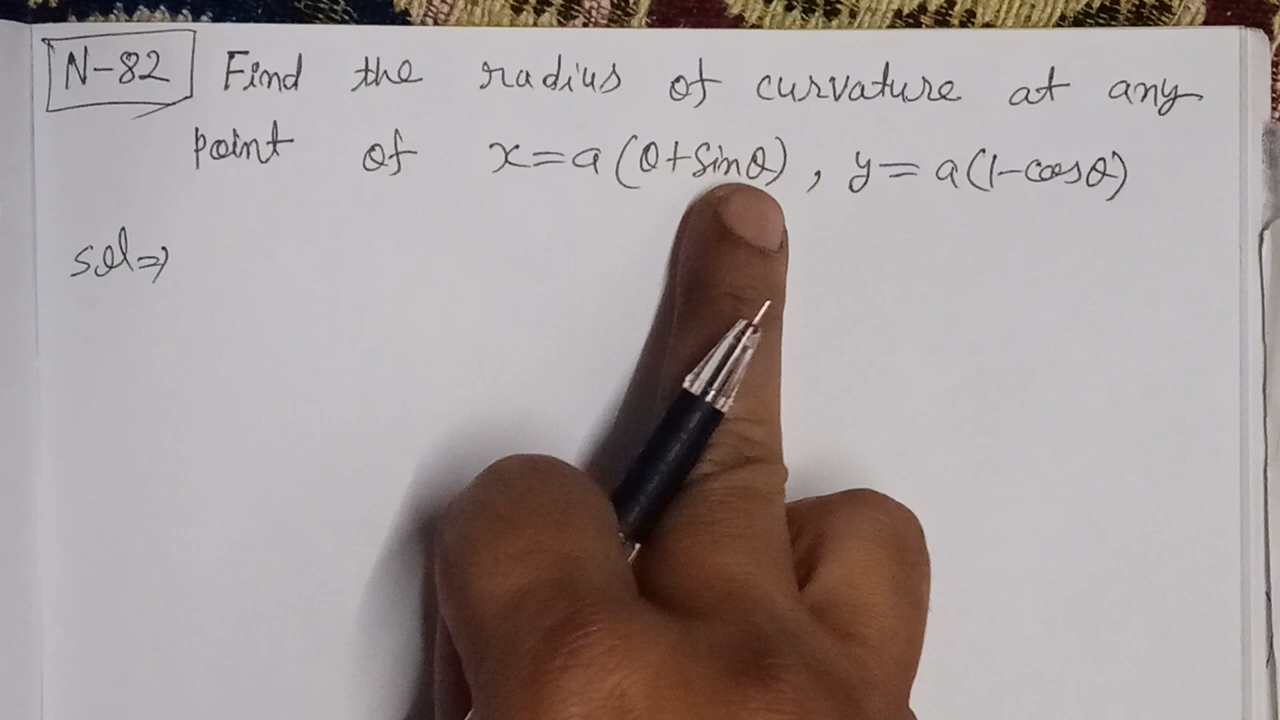 N-82 Find the radius of curvature at any
point of x=a(θ+sinθ), y=a(1-cosθ)
sol⇒